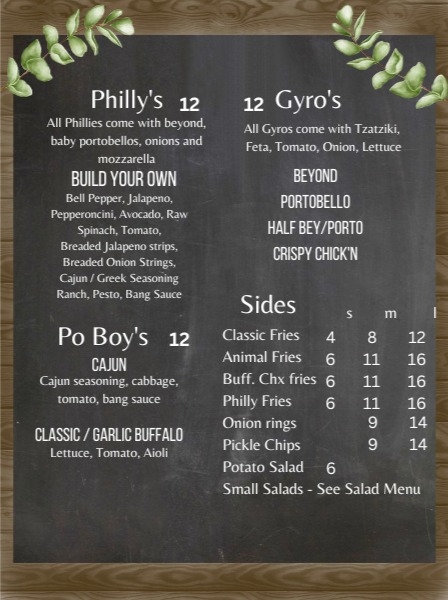 Philly's 12
All Phillies come with beyond,
baby portobellos, onions and
mozzarella
BUILD YOUR OWN
Bell Pepper, Jalapeno,
Pepperoncini, Avocado, Raw
Spinach, Tomato,
Breaded Jalapeno strips,
Breaded Onion Strings,
Cajun / Greek Seasoning
Ranch, Pesto, Bang Sauce
Po Boy's 12
CAJUN
Cajun seasoning, cabbage,
tomato, bang sauce
CLASSIC / GARLIC BUFFALO
Lettuce, Tomato, Aioli
12 Gyro's
All Gyros come with Tzatziki,
Feta, Tomato, Onion, Lettuce
BEYOND
PORTOBELLO
HALF BEY/PORTO
CRISPY CHICK'N
Sides s m
Classic Fries 4 8 12
Animal Fries 6 11 16
Buff. Chx fries 6 11 16
Philly Fries 6 11 16
Onion rings 9 14
Pickle Chips 9 14
Potato Salad 6
Small Salads - See Salad Menu